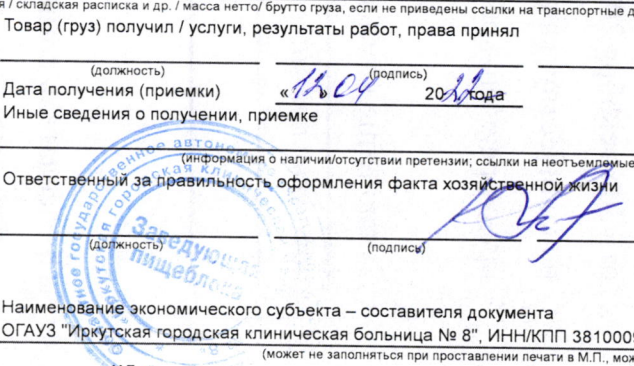 я / складская расписка и др. / масса нетто/ брутто груза, если не приведены ссылки на транспортные д
Товар (груз) получил / услуги, результаты работ, права принял
(должность) (подпись)
Дата получения (приемки) «12» 04 2022 года
Иные сведения о получении, приемке
(информация о наличии/отсутствии претензии; ссылки на неотъемлемые
Ответственный за правильность оформления факта хозяйственной жизни
Заведующая
пищеблоком
(должность) (подпись)
Наименование экономического субъекта – составителя документа
ОГАУЗ "Иркутская городская клиническая больница № 8", ИНН/КПП 3810009
(может не заполняться при проставлении печати в М.П., мож